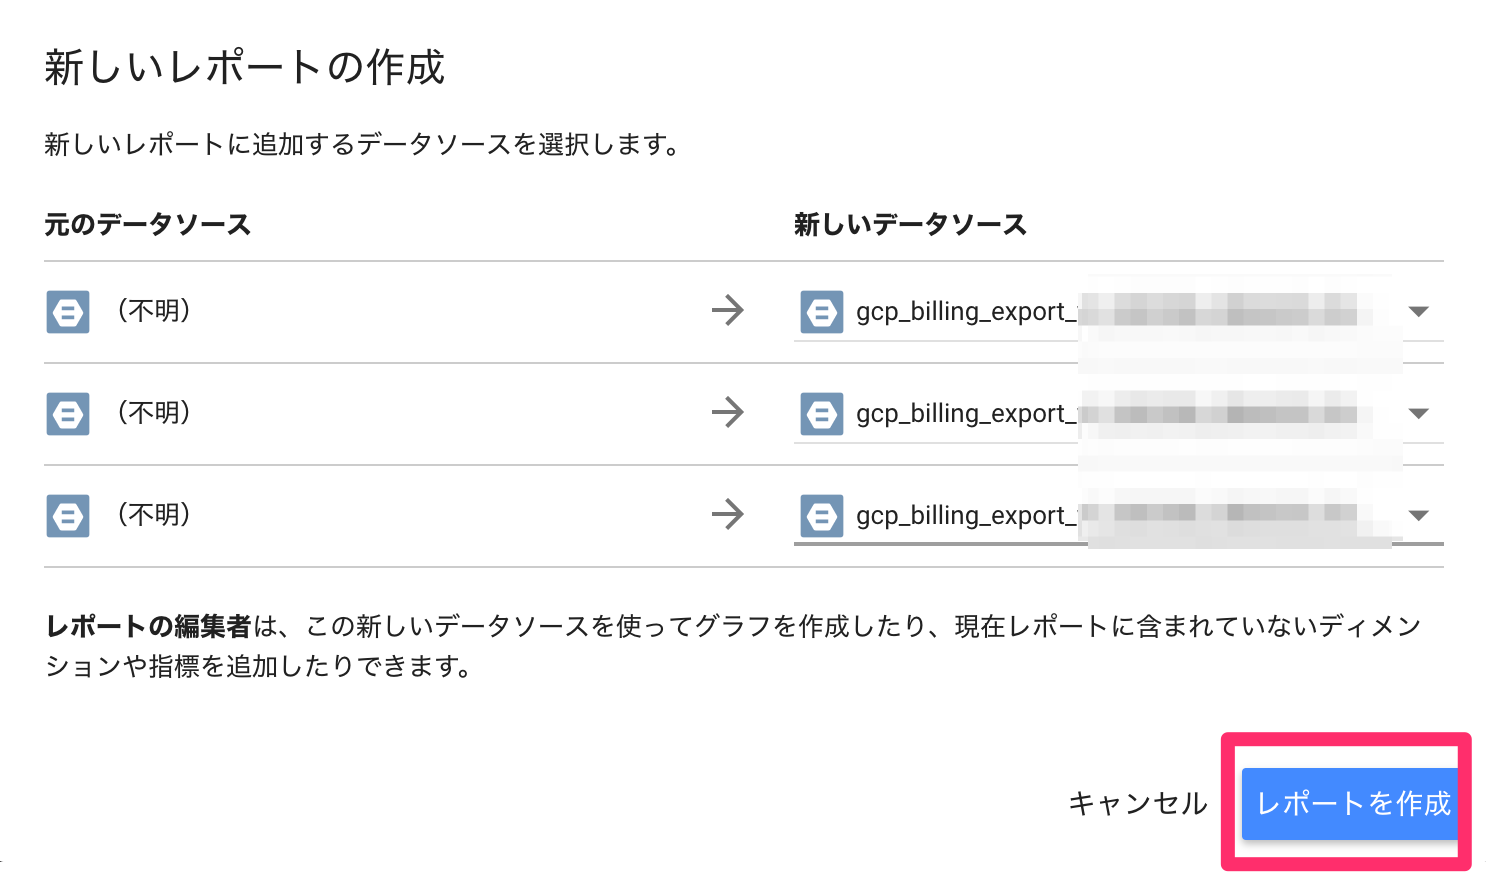 新しいレポートの作成
新しいレポートに追加するデータソースを選択します。
元のデータソース 新しいデータソース
（不明） gcp_billing_export_
（不明） gcp_billing_export_
（不明） gcp_billing_export_
レポートの編集者は、この新しいデータソースを使ってグラフを作成したり、現在レポートに含まれていないディメン
ションや指標を追加したりできます。
キャンセル レポートを作成